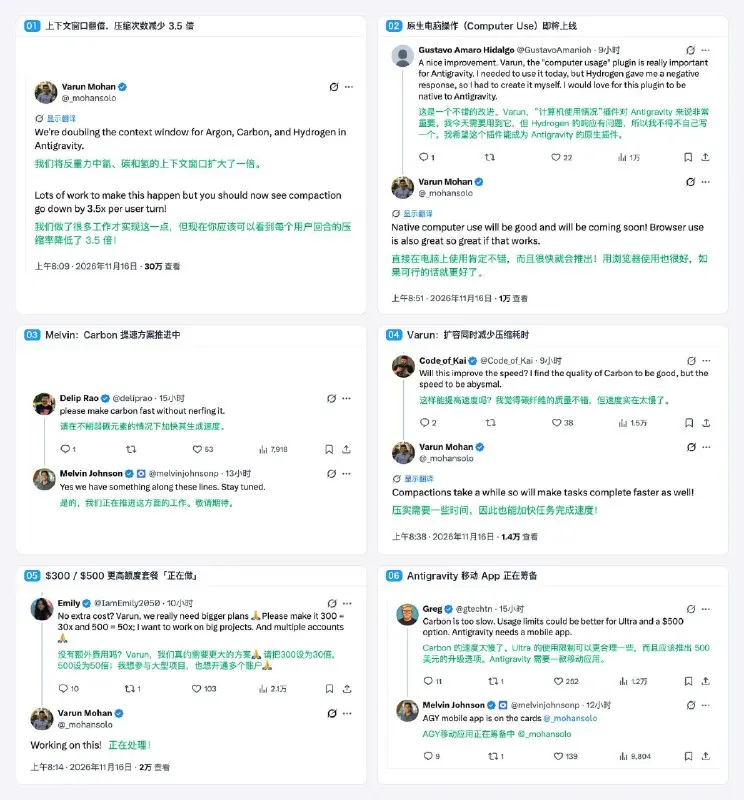 01 上下文窗口翻倍，压缩次数减少 3.5 倍
Varun Mohan
@_mohansolo
显示翻译
We're doubling the context window for Argon, Carbon, and Hydrogen in
Antigravity.
我们将反重力中氩、碳和氢的上下文窗口扩大了一倍。
Lots of work to make this happen but you should now see compaction
go down by 3.5x per user turn!
我们做了很多工作才实现这一点，但现在你应该可以看到每个用户回合的压
缩率降低了 3.5 倍！
上午8:09 · 2026年11月16日 · 30万 查看
02 原生电脑操作（Computer Use）即将上线
Gustavo Amaro Hidalgo @GustavoAmanioh · 9小时
A nice improvement. Varun, the "computer usage" plugin is really important
for Antigravity. I needed to use it today, but Hydrogen gave me a negative
response, so I had to create it myself. I would love for this plugin to be
native to Antigravity.
这是一个不错的改进，Varun，“计算机使用情况”插件对 Antigravity 来说非常
重要。我今天需要用到它，但 Hydrogen 的响应有问题，所以我不得不自己写
一个。我希望这个插件能成为 Antigravity 的原生插件。
1 22 1万
Varun Mohan
@_mohansolo
显示翻译
Native computer use will be good and will be coming soon! Browser use
is also great so great if that works.
直接在电脑上使用肯定不错，而且很快就会推出！用浏览器使用也很好，如
果可行的话就更好了。
上午8:51 · 2026年11月16日 · 1万 查看
03 Melvin：Carbon 提速方案推进中
Delip Rao @deliprao · 15小时
please make carbon fast without nerfing it.
请在不削弱碳元素的情况下加快其生成速度。
1 63 7,918
Melvin Johnson @melvinjohnsonp · 13小时
Yes we have something along these lines. Stay tuned.
是的，我们正在推进这方面的工作。敬请期待。
04 Varun：扩容同时减少压缩耗时
Code_of_Kai @Code_of_Kai · 9小时
Will this improve the speed? I find the quality of Carbon to be good, but the
speed to be abysmal.
这样能提高速度吗？我觉得碳纤维的质量不错，但速度实在太慢了。
2 38 1.5万
Varun Mohan
@_mohansolo
显示翻译
Compactions take a while so will make tasks complete faster as well!
压实需要一些时间，因此也能加快任务完成速度！
上午8:38 · 2026年11月16日 · 1.4万 查看
05 $300 / $500 更高额度套餐「正在做」
Emily @IamEmily2050 · 10小时
No extra cost? Varun, we really need bigger plans 🙏 Please make it 300 =
30x and 500 = 50x; I want to work on big projects. And multiple accounts
🙏
没有额外费用吗？Varun，我们真的需要更大的方案🙏 请把300设为30倍，
500设为50倍；我想参与大型项目，也想开通多个账户🙏
10 1 103 2.1万
Varun Mohan
@_mohansolo
Working on this! 正在处理！
上午8:14 · 2026年11月16日 · 2万 查看
06 Antigravity 移动 App 正在筹备
Greg @gtechtn · 15小时
Carbon is too slow. Usage limits could be better for Ultra and a $500
option. Antigravity needs a mobile app.
Carbon 的速度太慢了。Ultra 的使用限制可以更合理一些，而且应该推出 500
美元的升级选项。Antigravity 需要一款移动应用。
11 1 252 1.2万
Melvin Johnson @melvinjohnsonp · 12小时
AGY mobile app is on the cards @_mohansolo
AGY移动应用正在筹备中 @_mohansolo
9 1 139 9,804